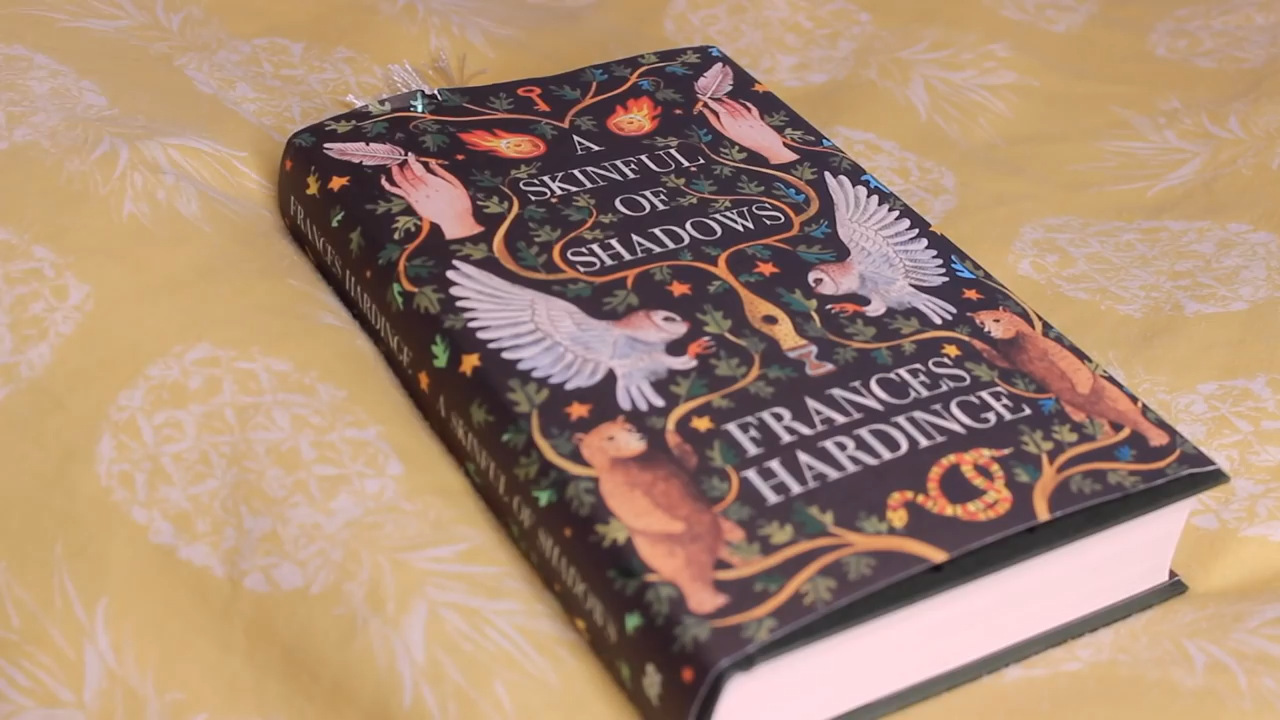 A
SKINFUL
OF
SHADOWS
FRANCES
HARDINGE
FRANCES HARDINGE
A SKINFUL OF SHADOWS